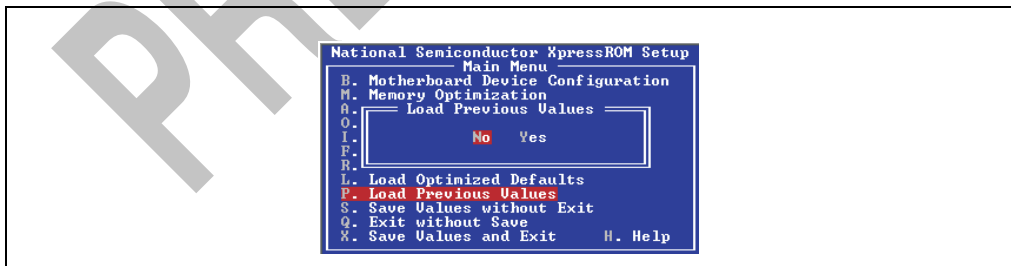 PRE
National Semiconductor XpressROM Setup
Main Menu
B. Motherboard Device Configuration
M. Memory Optimization
A.
Load Previous Values
O.
I.
No Yes
F.
R.
L. Load Optimized Defaults
P. Load Previous Values
S. Save Values without Exit
Q. Exit without Save
X. Save Values and Exit H. Help